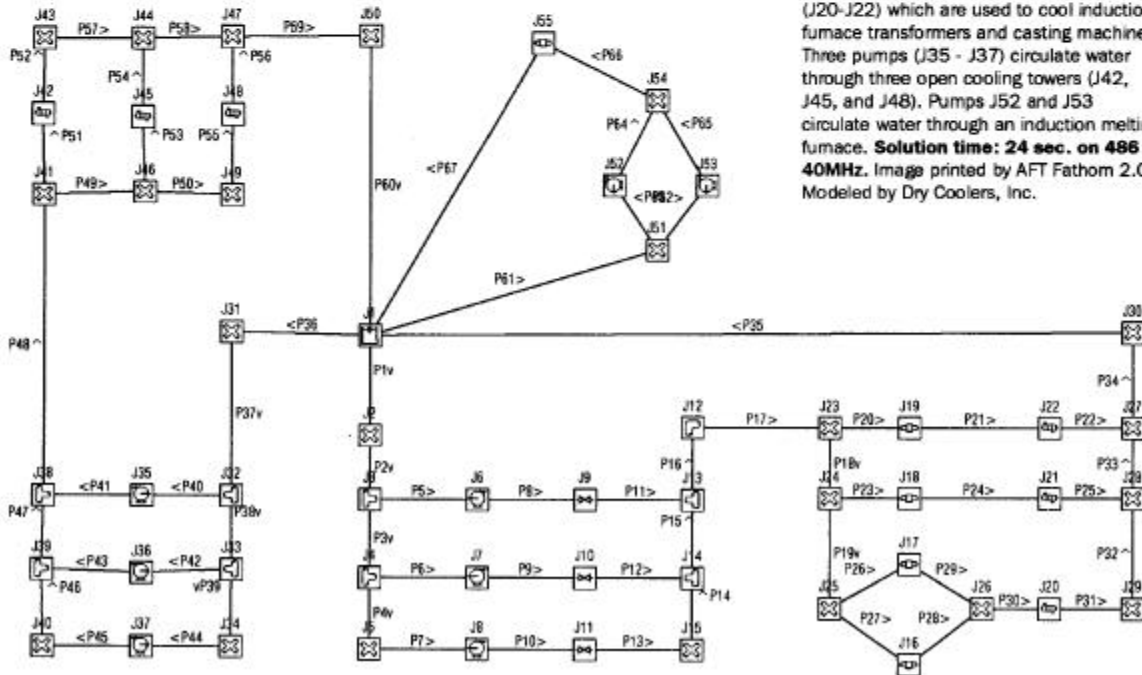 (J20-J22) which are used to cool induction
furnace transformers and casting machine
Three pumps (J35 - J37) circulate water
through three open cooling towers (J42,
J45, and J48). Pumps J52 and J53
circulate water through an induction melti
furnace. Solution time: 24 sec. on 486
40MHz. Image printed by AFT Fathom 2.0
Modeled by Dry Coolers, Inc.
J43 P57> J44 P58> J47 P69> J50 J55
P52^ P54^ P56 <P66
J54
J42 J45 J48 P64^ <P65
^P51 ^P53 P55^ <P67 J52 J53
J41 P49> J46 P50> J49 P60v
J51
P61>
J31 <P36 J1 <P35 J30
P48^ P1v P34^
P37v J2 J12 P17> J23 P20> J19 P21> J22 P22> J27
P2v P16^ P18v P33^
J38 <P41 J35 <P40 J32 J3 P5> J6 P8> J9 P11> J13 J24 P23> J18 P24> J21 P25> J28
P47^ P38v P3v P15^ P19v P32^
J39 <P43 J36 <P42 J33 J4 P6> J7 P9> J10 P12> J14 P26> J17 P29>
^P46 vP39 P4v ^P14
J40 <P45 J37 <P44 J34 J5 P7> J8 P10> J11 P13> J15 J25 P27> J16 P28> J26 P30> J20 P31> J29